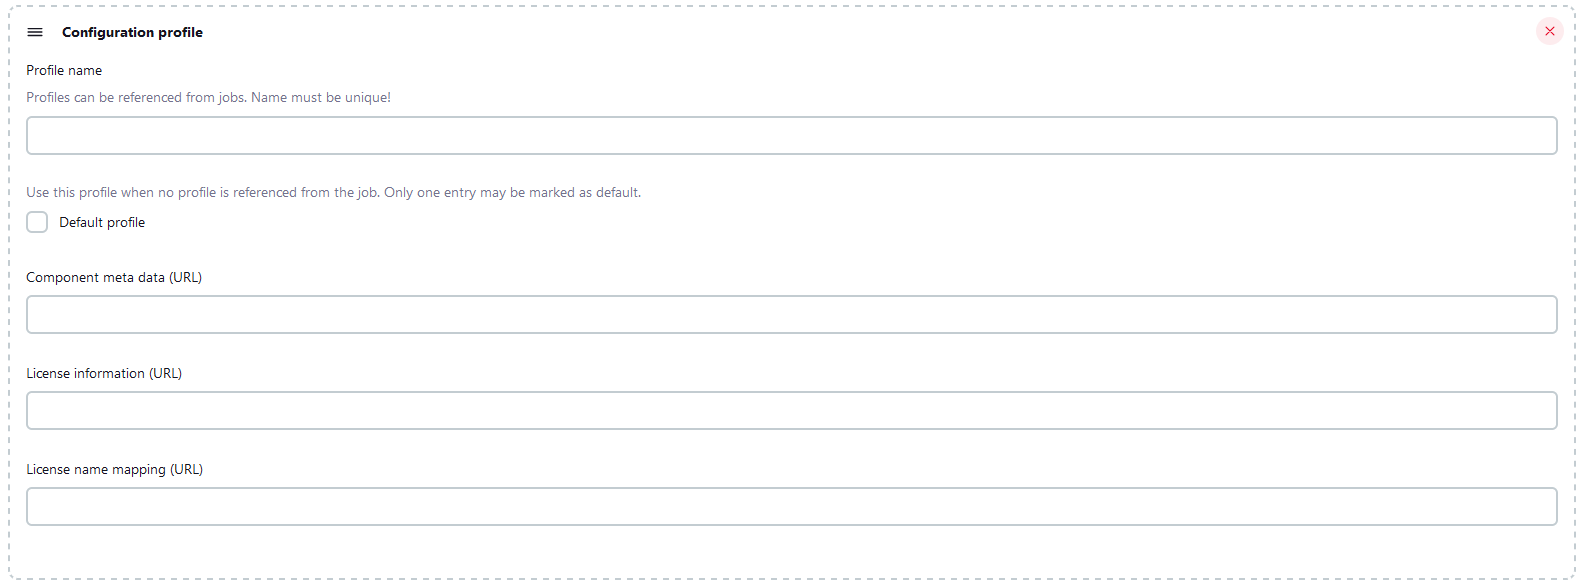 Configuration profile
Profile name
Profiles can be referenced from jobs. Name must be unique!
Use this profile when no profile is referenced from the job. Only one entry may be marked as default.
Default profile
Component meta data (URL)
License information (URL)
License name mapping (URL)